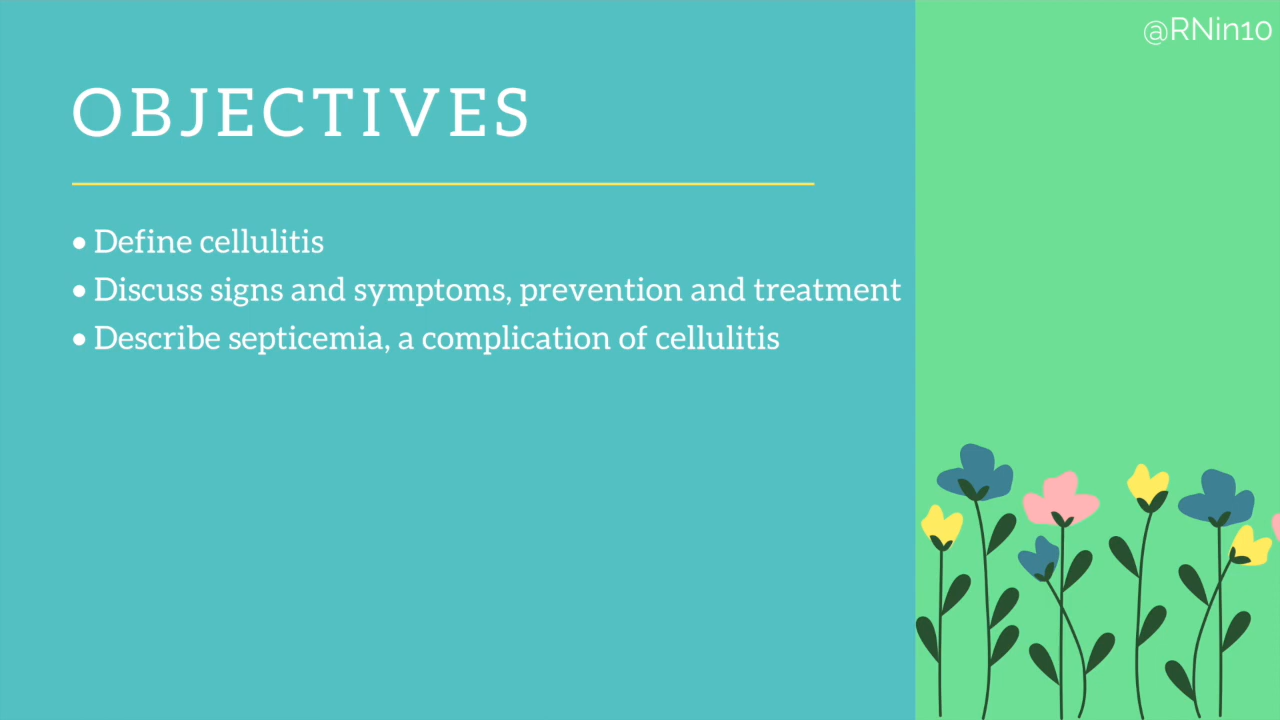 @RNin10
OBJECTIVES
• Define cellulitis
• Discuss signs and symptoms, prevention and treatment
• Describe septicemia, a complication of cellulitis